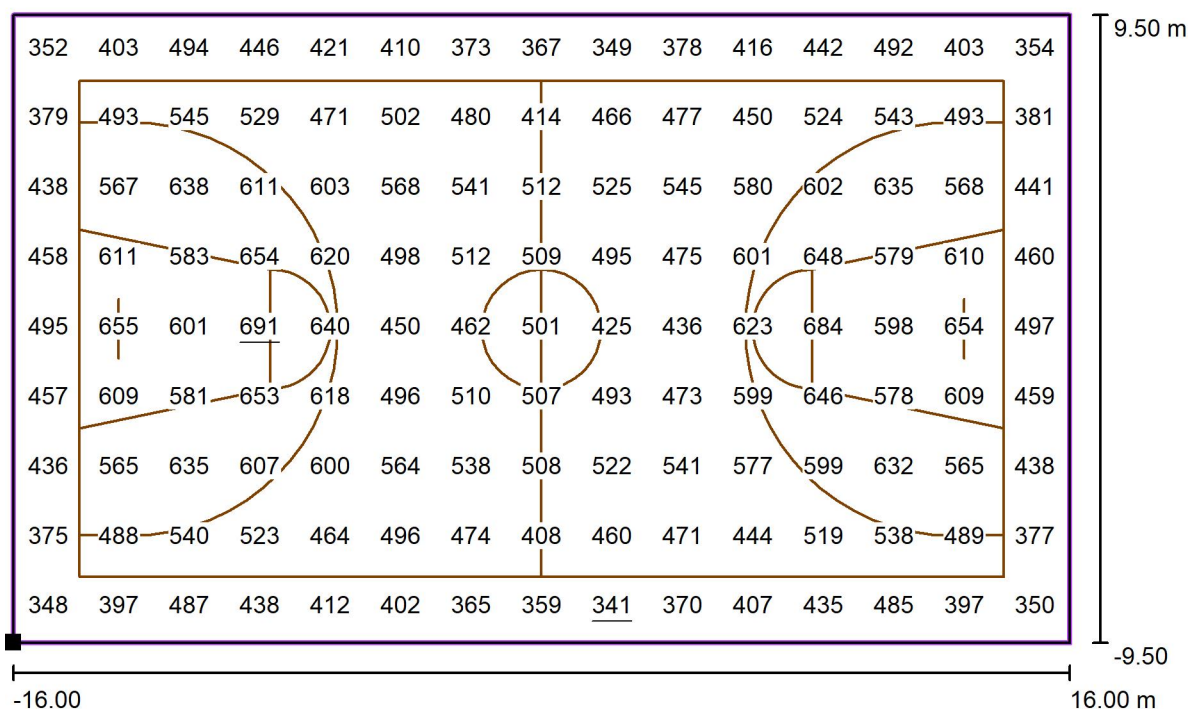 352 403 494 446 421 410 373 367 349 378 416 442 492 403 354
9.50 m
379 493 545 529 471 502 480 414 466 477 450 524 543 493 381
438 567 638 611 603 568 541 512 525 545 580 602 635 568 441
458 611 583 654 620 498 512 509 495 475 601 648 579 610 460
495 655 601 691 640 450 462 501 425 436 623 684 598 654 497
457 609 581 653 618 496 510 507 493 473 599 646 578 609 459
436 565 635 607 600 564 538 508 522 541 577 599 632 565 438
375 488 540 523 464 496 474 408 460 471 444 519 538 489 377
348 397 487 438 412 402 365 359 341 370 407 435 485 397 350
-9.50
-16.00 16.00 m